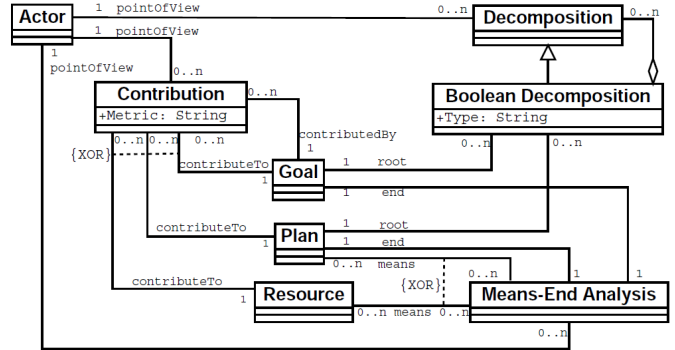 Actor 1 pointOfView 0..n Decomposition 0..n
1 pointOfView
1
pointOfView
0..n
Contribution 0..n Boolean Decomposition
+Metric: String +Type: String
0..n 0..n 0..n contributedBy 0..n 0..n
{XOR} contributeTo 1
1 Goal 1 root
1 end
contributeTo 1 Plan 1 root
1 end
0..n means 0..n 1 1
contributeTo {XOR}
1 Resource Means-End Analysis
0..n means 0..n
0..n